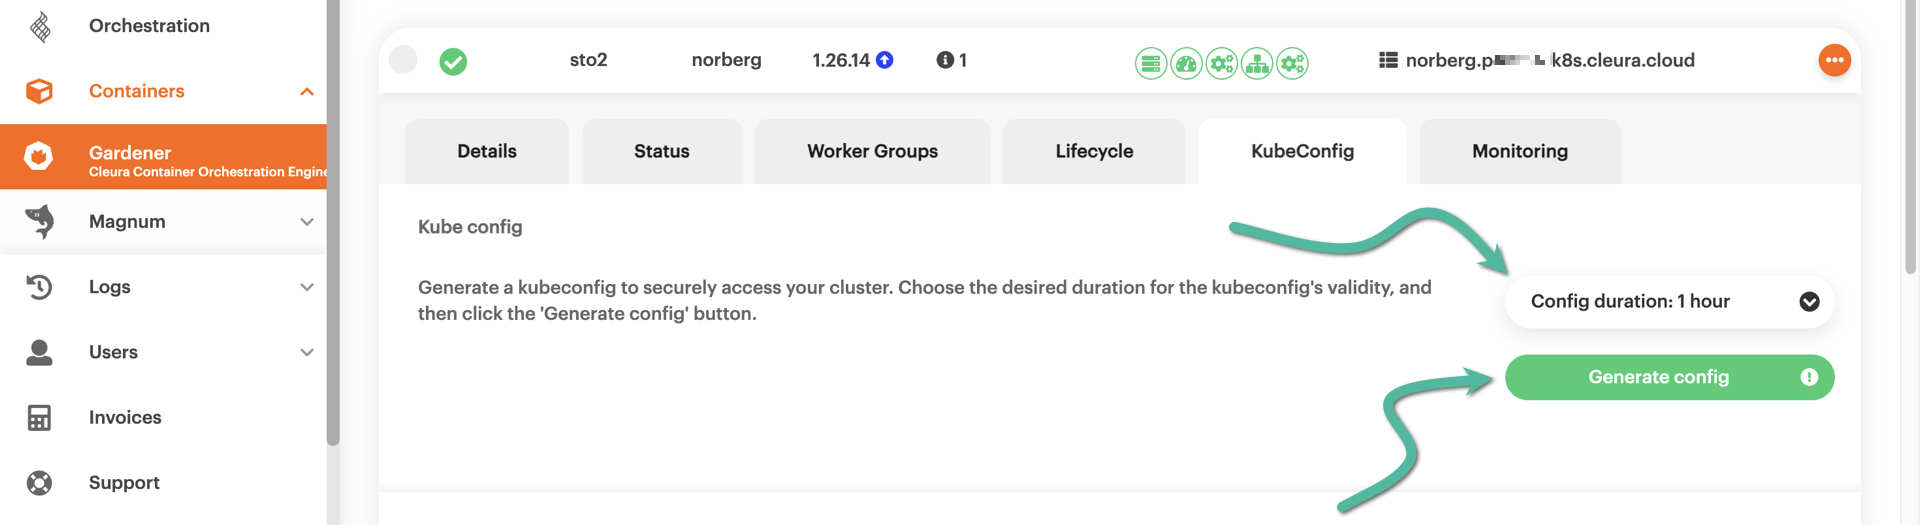 Orchestration
Containers
Gardener
Cleura Container Orchestration Engine
Magnum
Logs
Users
Invoices
Support
sto2 norberg 1.26.14 1 norberg.p k8s.cleura.cloud
Details Status Worker Groups Lifecycle KubeConfig Monitoring
Kube config
Generate a kubeconfig to securely access your cluster. Choose the desired duration for the kubeconfig's validity, and
then click the 'Generate config' button.
Config duration: 1 hour
Generate config